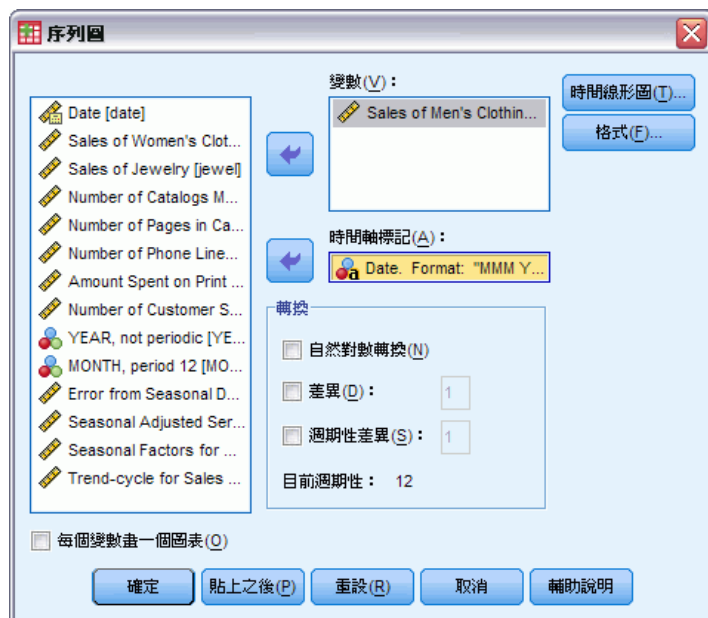 序列圖
Date [date]
Sales of Women's Clot...
Sales of Jewelry [jewel]
Number of Catalogs M...
Number of Pages in Ca...
Number of Phone Line...
Amount Spent on Print ...
Number of Customer S...
YEAR, not periodic [YE...
MONTH, period 12 [MO...
Error from Seasonal D...
Seasonal Adjusted Ser...
Seasonal Factors for ...
Trend-cycle for Sales ...
變數(V)：
Sales of Men's Clothin...
時間軸標記(A)：
a Date. Format: "MMM Y...
轉換
自然對數轉換(N)
差異(D)： 1
週期性差異(S)： 1
目前週期性： 12
時間線形圖(T)...
格式(F)...
每個變數畫一個圖表(O)
確定 貼上之後(P) 重設(R) 取消 輔助說明